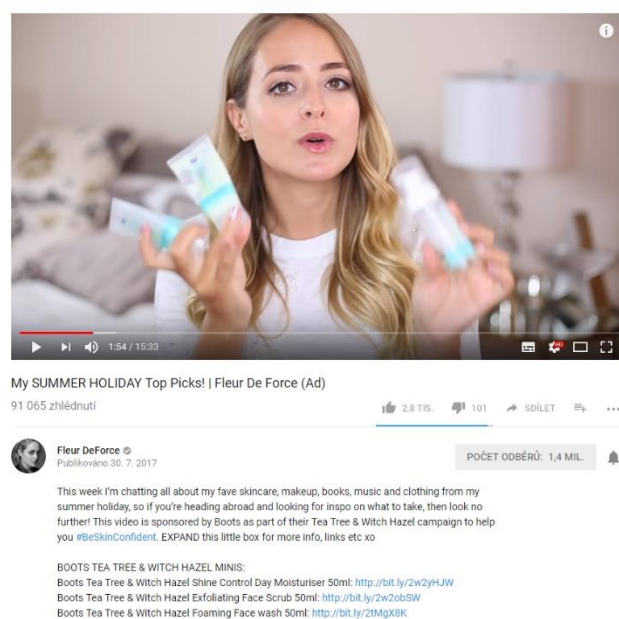 1:54 / 15:33
My SUMMER HOLIDAY Top Picks! | Fleur De Force (Ad)
91 065 zhlédnutí
2,8 TIS.
101
SDÍLET
Fleur DeForce
Publikováno 30. 7. 2017
POČET ODBĚRŮ: 1,4 MIL.
This week I'm chatting all about my fave skincare, makeup, books, music and clothing from my
summer holiday, so if you're heading abroad and looking for inspo on what to take, then look no
further! This video is sponsored by Boots as part of their Tea Tree & Witch Hazel campaign to help
you #BeSkinConfident. EXPAND this little box for more info, links etc xo
BOOTS TEA TREE & WITCH HAZEL MINIS:
Boots Tea Tree & Witch Hazel Shine Control Day Moisturiser 50ml: http://bit.ly/2w2yHJW
Boots Tea Tree & Witch Hazel Exfoliating Face Scrub 50ml: http://bit.ly/2w2obSW
Boots Tea Tree & Witch Hazel Foaming Face wash 50ml: http://bit.ly/2tMgX8K